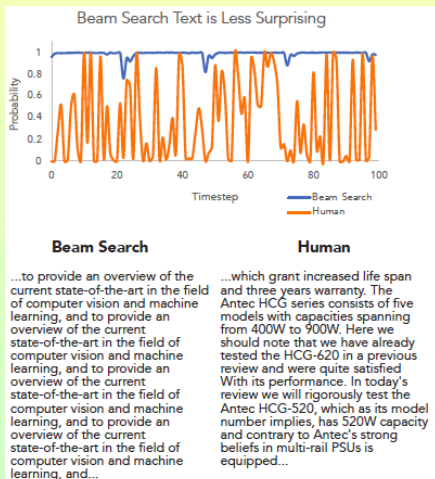 Beam Search Text is Less Surprising
Probability
1
0.8
0.6
0.4
0.2
0
0
20
40
60
80
100
Timestep
Beam Search
Human
Beam Search
...to provide an overview of the
current state-of-the-art in the field
of computer vision and machine
learning, and to provide an
overview of the current
state-of-the-art in the field of
computer vision and machine
learning, and to provide an
overview of the current
state-of-the-art in the field of
computer vision and machine
learning, and to provide an
overview of the current
state-of-the-art in the field of
computer vision and machine
learning, and...
Human
...which grant increased life span
and three years warranty. The
Antec HCG series consists of five
models with capacities spanning
from 400W to 900W. Here we
should note that we have already
tested the HCG-620 in a previous
review and were quite satisfied
With its performance. In today's
review we will rigorously test the
Antec HCG-520, which as its model
number implies, has 520W capacity
and contrary to Antec's strong
beliefs in multi-rail PSUs is
equipped...